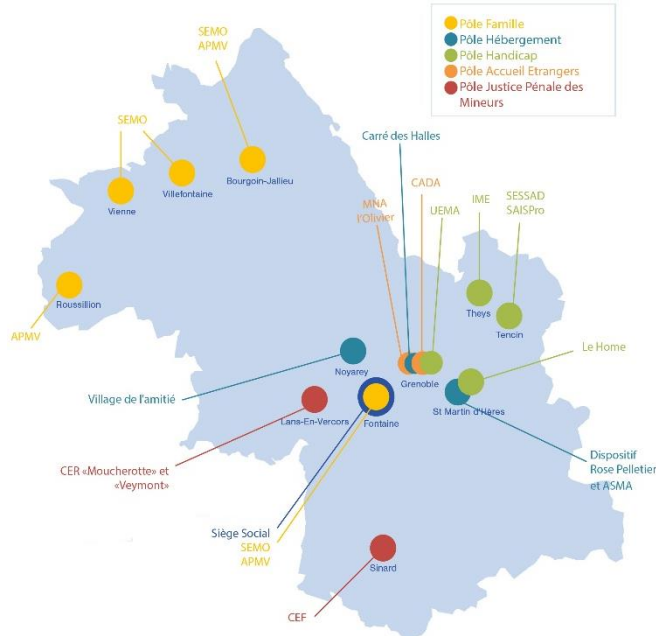 SEMO
APMV
Pôle Famille
Pôle Hébergement
Pôle Handicap
Pôle Accueil Etrangers
Pôle Justice Pénale des
Mineurs
SEMO
Carré des Halles
CADA
MNA
l'Olivier
UEMA
IME
SESSAD
SAISPro
Bourgoin-Jallieu
Villefontaine
Vienne
Roussillion
APMV
Theys
Tencin
Le Home
Noyarey
Grenoble
Village de l'amitié
St Martin d'Hères
Lans-En-Vercors
Fontaine
Dispositif
Rose Pelletier
et ASMA
CER «Moucherotte» et
«Veymont»
Siège Social
SEMO
APMV
Sinard
CEF